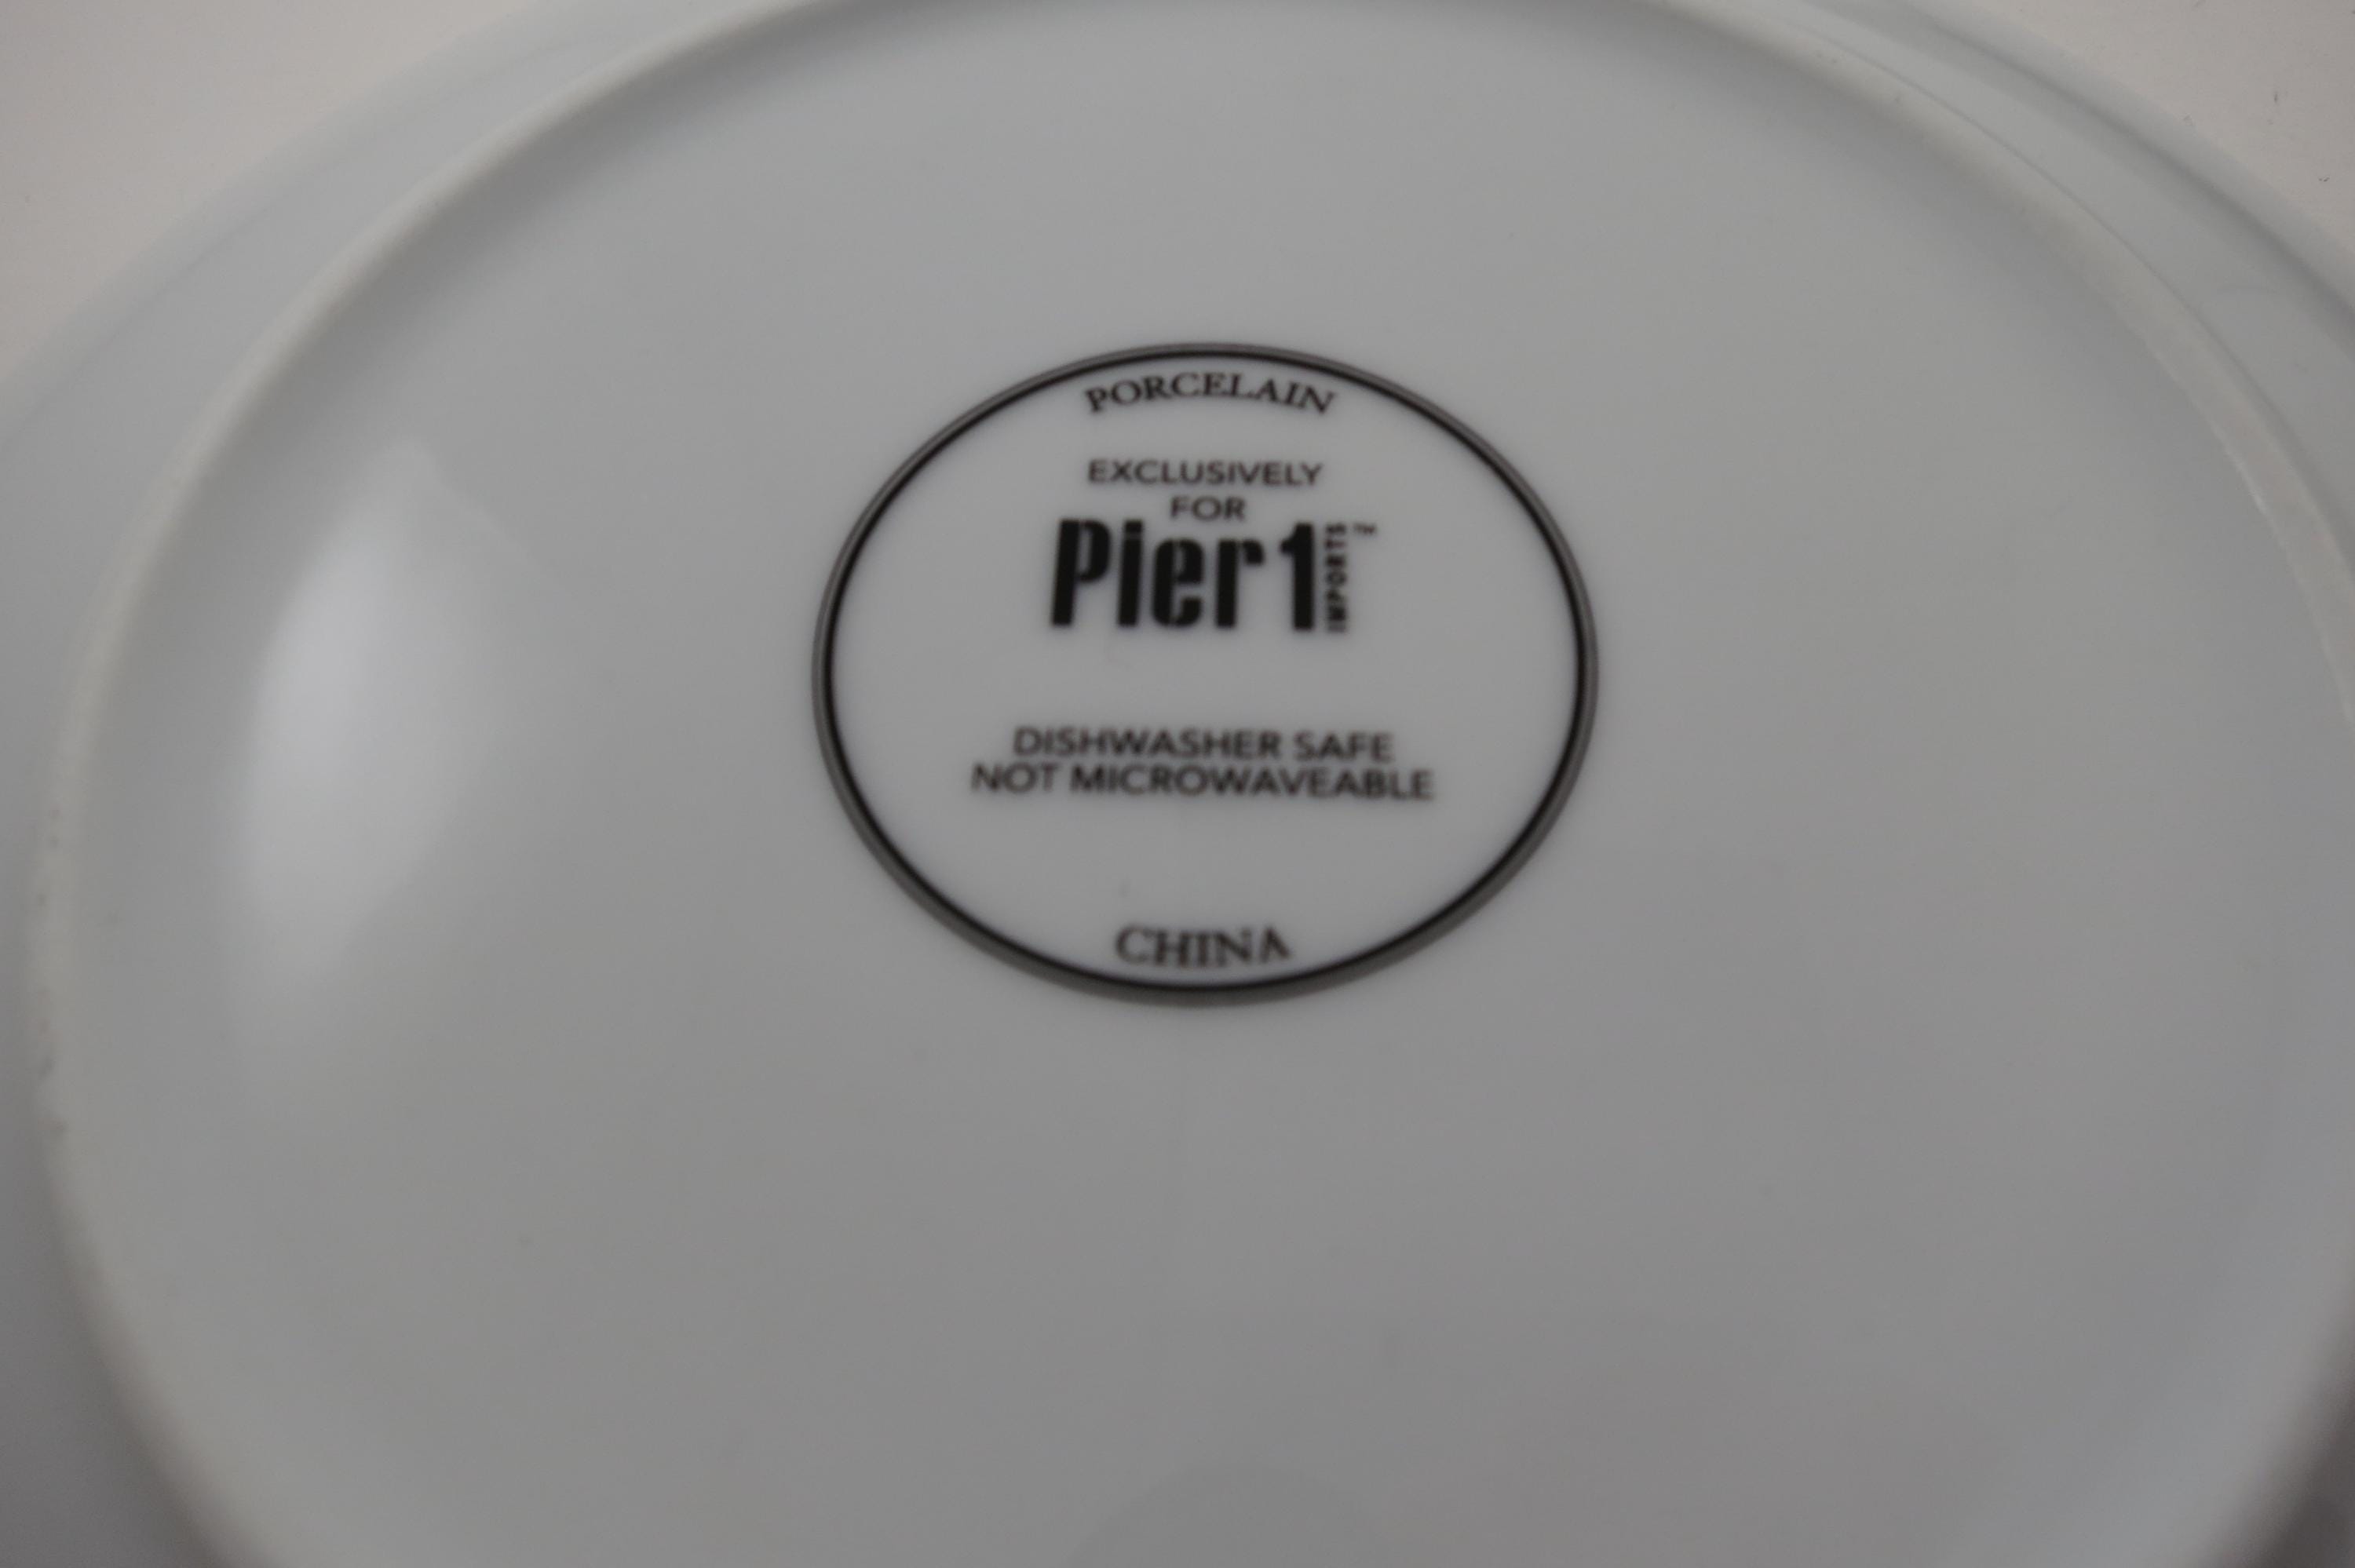 PORCELAIN
EXCLUSIVELY
FOR
Pier 1 IMPORTS™
DISHWASHER SAFE
NOT MICROWAVEABLE
CHINA